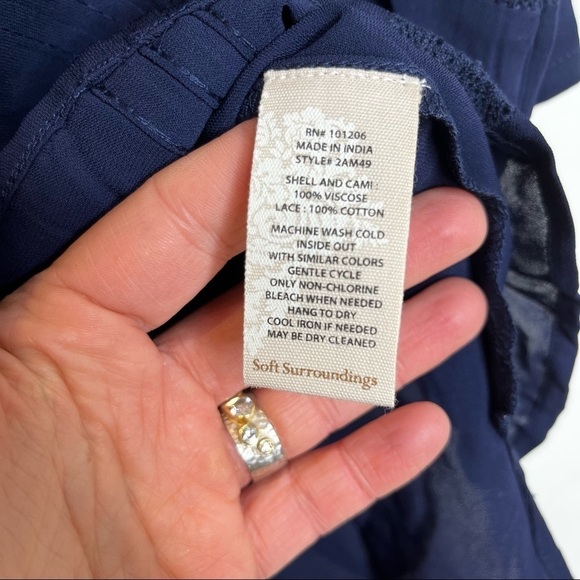 RN# 101206
MADE IN INDIA
STYLE# 2AM49
SHELL AND CAMI :
100% VISCOSE
LACE : 100% COTTON
MACHINE WASH COLD
INSIDE OUT
WITH SIMILAR COLORS
GENTLE CYCLE
ONLY NON-CHLORINE
BLEACH WHEN NEEDED
HANG TO DRY
COOL IRON IF NEEDED
MAY BE DRY CLEANED
Soft Surroundings